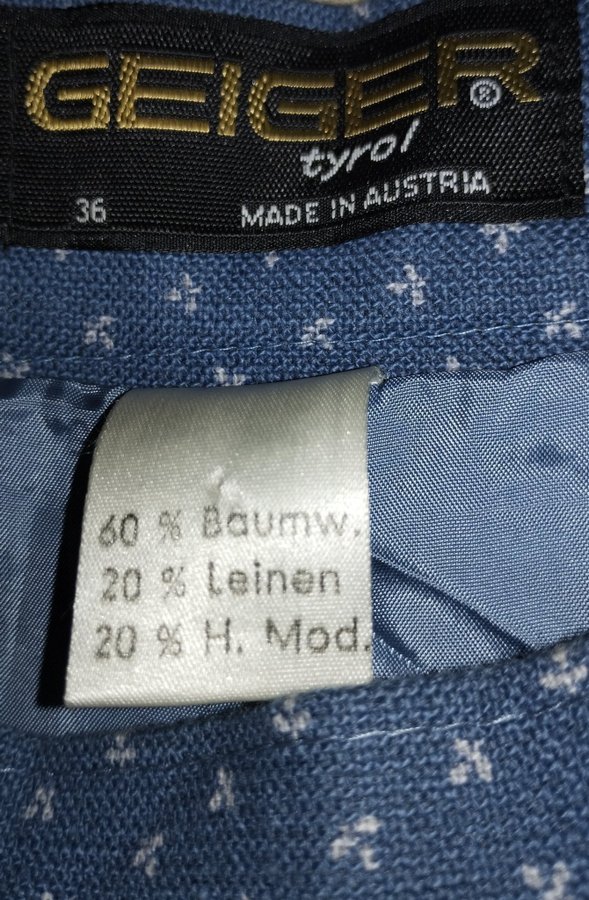 GEIGER®
tyrol
36 MADE IN AUSTRIA
60 % Baumw.
20 % Leinen
20 % H. Mod.